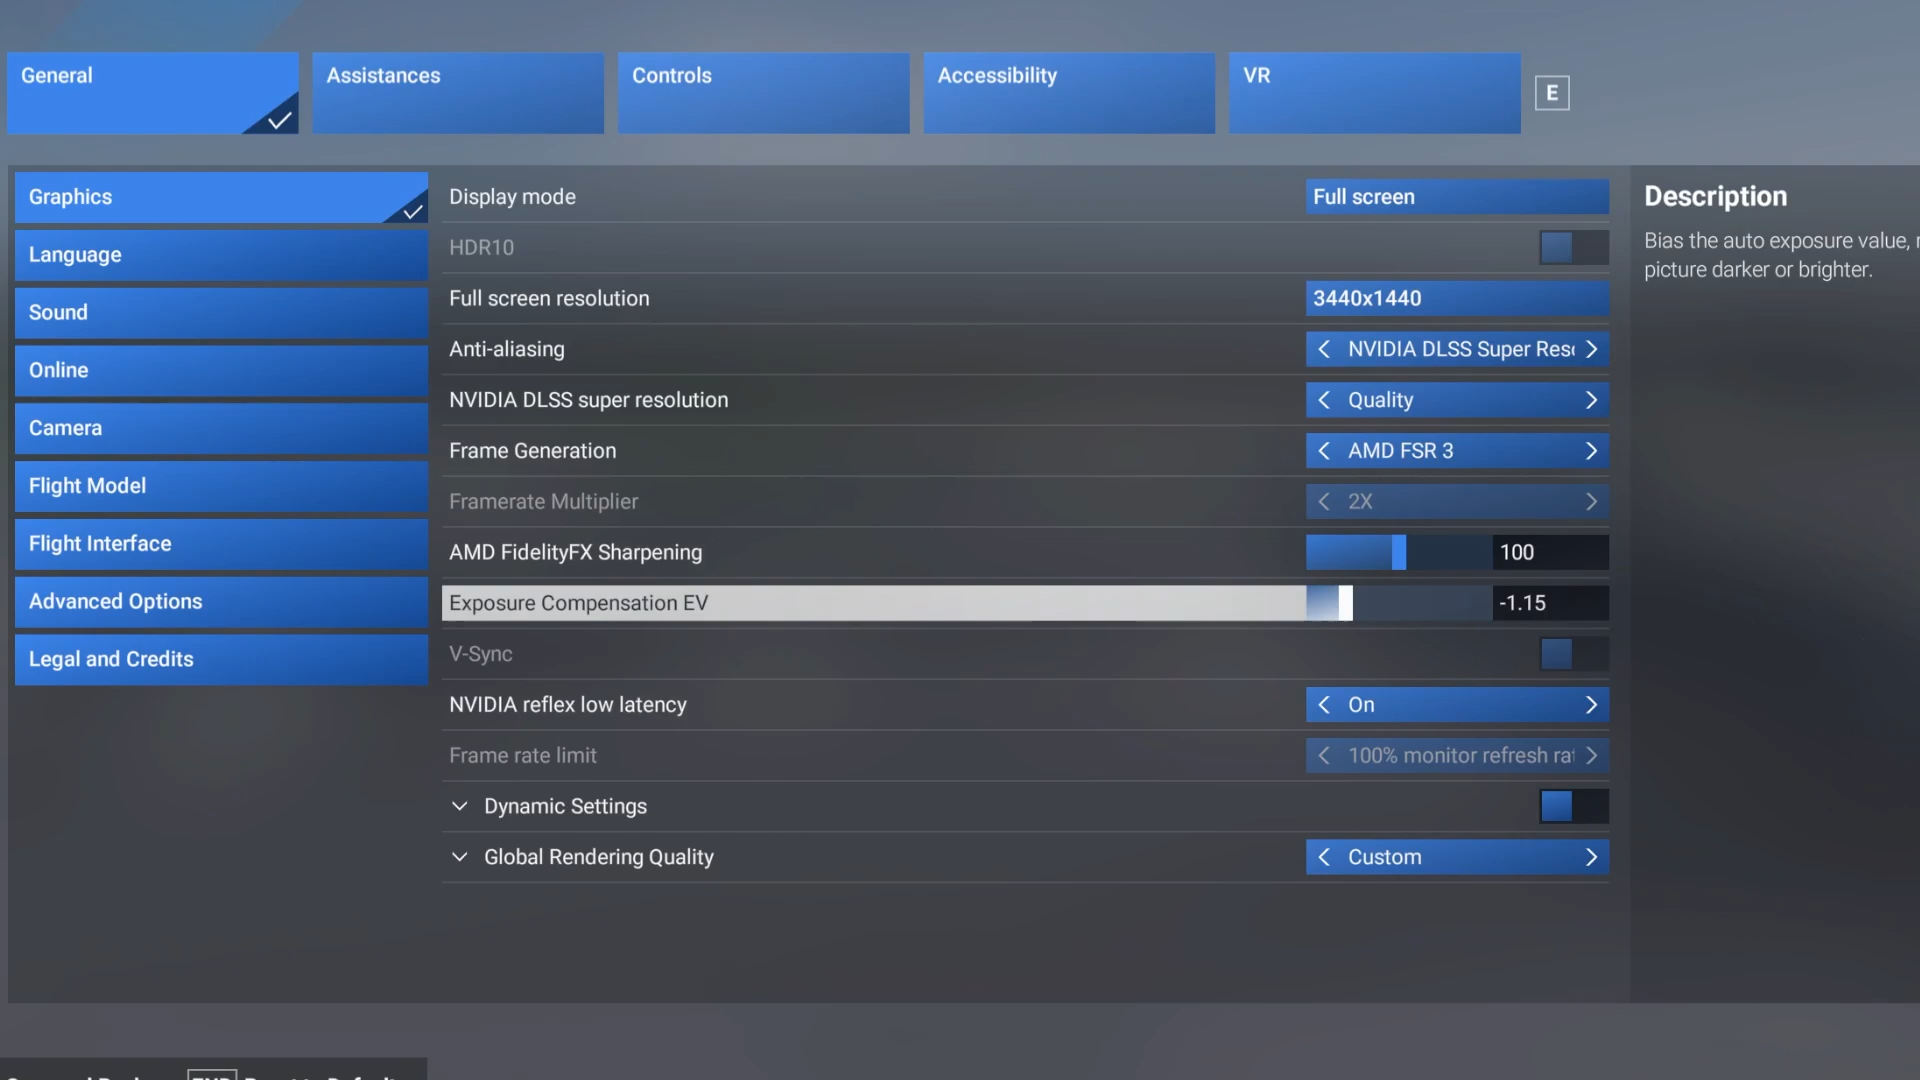 General
Assistances
Controls
Accessibility
VR
E
Graphics
Language
Sound
Online
Camera
Flight Model
Flight Interface
Advanced Options
Legal and Credits
Display mode
Full screen
HDR10
Full screen resolution
3440x1440
Anti-aliasing
NVIDIA DLSS Super
NVIDIA DLSS super resolution
Quality
Frame Generation
AMD FSR 3
Framerate Multiplier
2X
AMD FidelityFX Sharpening
100
Exposure Compensation EV
-1.15
V-Sync
NVIDIA reflex low latency
On
Frame rate limit
100% monitor refresh
Dynamic Settings
Global Rendering Quality
Custom
Description
Bias the auto exposure value,
picture darker or brighter.